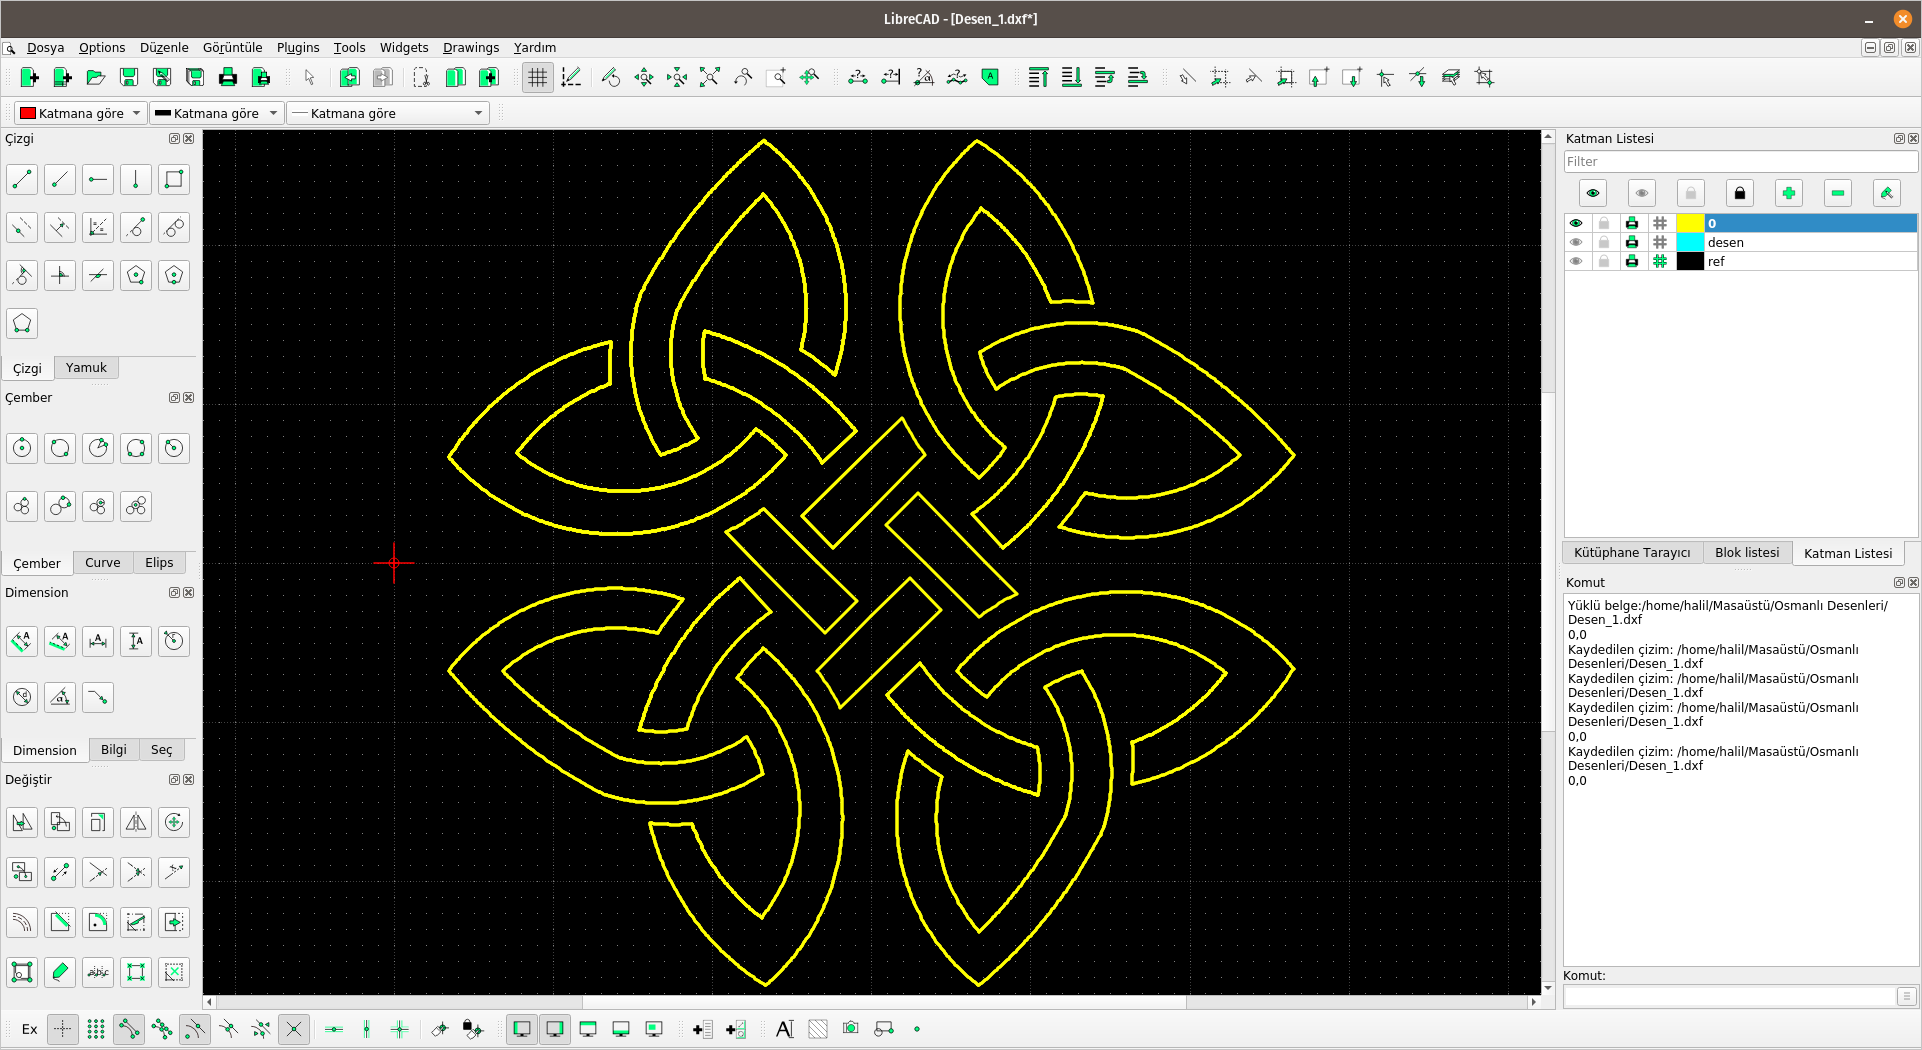 LibreCAD - [Desen_1.dxf*]
Dosya Options Düzenle Görüntüle Plugins Tools Widgets Drawings Yardım
Katmana göre Katmana göre Katmana göre
Çizgi
Çizgi Yamuk
Çember
Çember Curve Elips
Dimension
Dimension Bilgi Seç
Değiştir
Katman Listesi
Filter
0
desen
ref
Kütüphane Tarayıcı Blok listesi Katman Listesi
Komut
Yüklü belge:/home/halil/Masaüstü/Osmanlı Desenleri/
Desen_1.dxf
0,0
Kaydedilen çizim: /home/halil/Masaüstü/Osmanlı
Desenleri/Desen_1.dxf
Kaydedilen çizim: /home/halil/Masaüstü/Osmanlı
Desenleri/Desen_1.dxf
Kaydedilen çizim: /home/halil/Masaüstü/Osmanlı
Desenleri/Desen_1.dxf
0,0
Kaydedilen çizim: /home/halil/Masaüstü/Osmanlı
Desenleri/Desen_1.dxf
0,0
Komut:
Ex